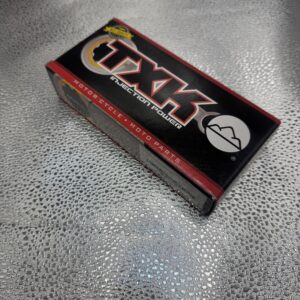 TXK
INJECTION POWER
MOTORCYCLE • MOTO PARTS